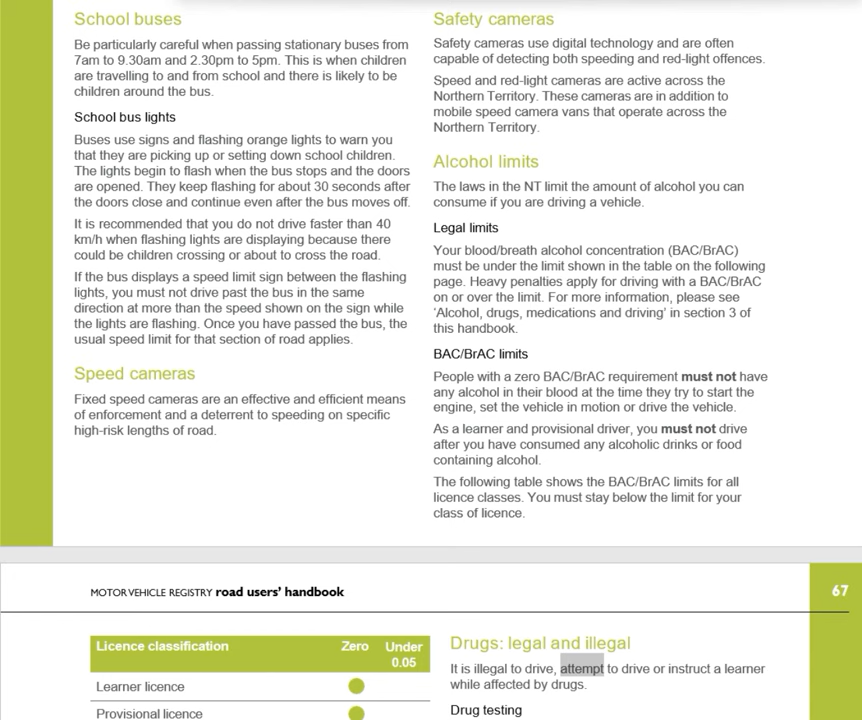 School buses
Be particularly careful when passing stationary buses from
7am to 9.30am and 2.30pm to 5pm. This is when children
are travelling to and from school and there is likely to be
children around the bus.
School bus lights
Buses use signs and flashing orange lights to warn you
that they are picking up or setting down school children.
The lights begin to flash when the bus stops and the doors
are opened. They keep flashing for about 30 seconds after
the doors close and continue even after the bus moves off.
It is recommended that you do not drive faster than 40
km/h when flashing lights are displaying because there
could be children crossing or about to cross the road.
If the bus displays a speed limit sign between the flashing
lights, you must not drive past the bus in the same
direction at more than the speed shown on the sign while
the lights are flashing. Once you have passed the bus, the
usual speed limit for that section of road applies.
Speed cameras
Fixed speed cameras are an effective and efficient means
of enforcement and a deterrent to speeding on specific
high-risk lengths of road.
Safety cameras
Safety cameras use digital technology and are often
capable of detecting both speeding and red-light offences.
Speed and red-light cameras are active across the
Northern Territory. These cameras are in addition to
mobile speed camera vans that operate across the
Northern Territory.
Alcohol limits
The laws in the NT limit the amount of alcohol you can
consume if you are driving a vehicle.
Legal limits
Your blood/breath alcohol concentration (BAC/BrAC)
must be under the limit shown in the table on the following
page. Heavy penalties apply for driving with a BAC/BrAC
on or over the limit. For more information, please see
'Alcohol, drugs, medications and driving' in section 3 of
this handbook.
BAC/BrAC limits
People with a zero BAC/BrAC requirement must not have
any alcohol in their blood at the time they try to start the
engine, set the vehicle in motion or drive the vehicle.
As a learner and provisional driver, you must not drive
after you have consumed any alcoholic drinks or food
containing alcohol.
The following table shows the BAC/BrAC limits for all
licence classes. You must stay below the limit for your
class of licence.
MOTOR VEHICLE REGISTRY road users' handbook
67
Licence classification Zero Under
0.05
Learner licence
Provisional licence
Drugs: legal and illegal
It is illegal to drive, attempt to drive or instruct a learner
while affected by drugs.
Drug testing